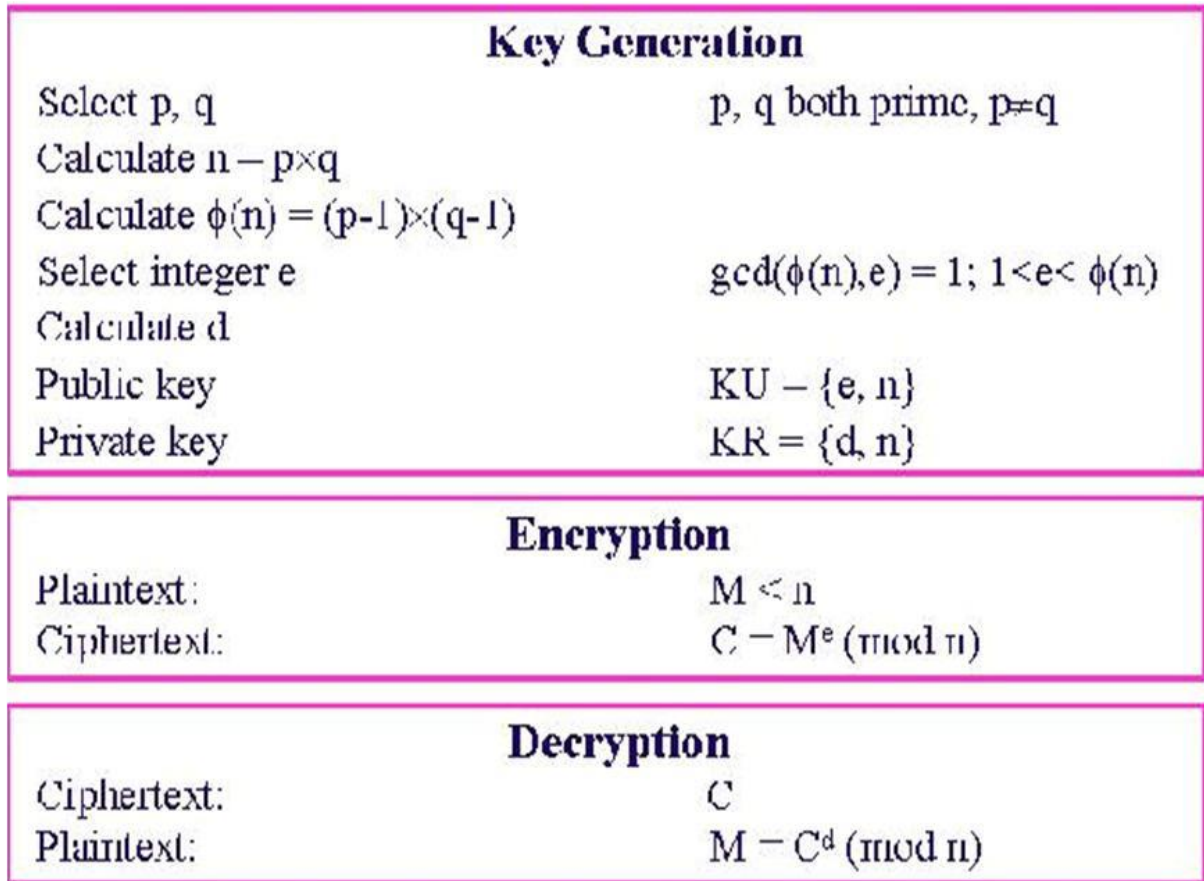 Key Generation
Select p, q p, q both prime, p≠q
Calculate n = p×q
Calculate ϕ(n) = (p-1)×(q-1)
Select integer e gcd(ϕ(n),e) = 1; 1<e< ϕ(n)
Calculate d
Public key KU = {e, n}
Private key KR = {d, n}
Encryption
Plaintext: M < n
Ciphertext: C = Mᵉ (mod n)
Decryption
Ciphertext: C
Plaintext: M = Cᵈ (mod n)